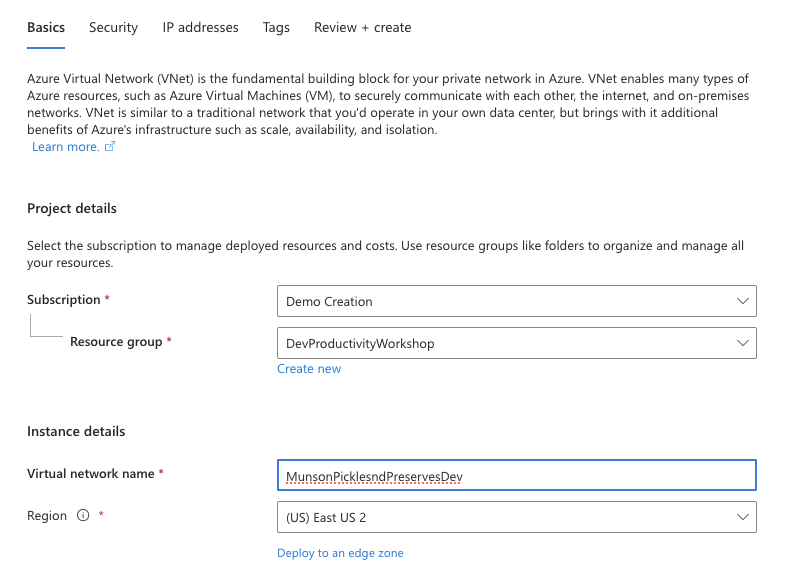 Basics Security IP addresses Tags Review + create
Azure Virtual Network (VNet) is the fundamental building block for your private network in Azure. VNet enables many types of
Azure resources, such as Azure Virtual Machines (VM), to securely communicate with each other, the internet, and on-premises
networks. VNet is similar to a traditional network that you'd operate in your own data center, but brings with it additional
benefits of Azure's infrastructure such as scale, availability, and isolation.
Learn more.
Project details
Select the subscription to manage deployed resources and costs. Use resource groups like folders to organize and manage all
your resources.
Subscription * Demo Creation
Resource group * DevProductivityWorkshop
Create new
Instance details
Virtual network name * MunsonPicklesndPreservesDev
Region * (US) East US 2
Deploy to an edge zone